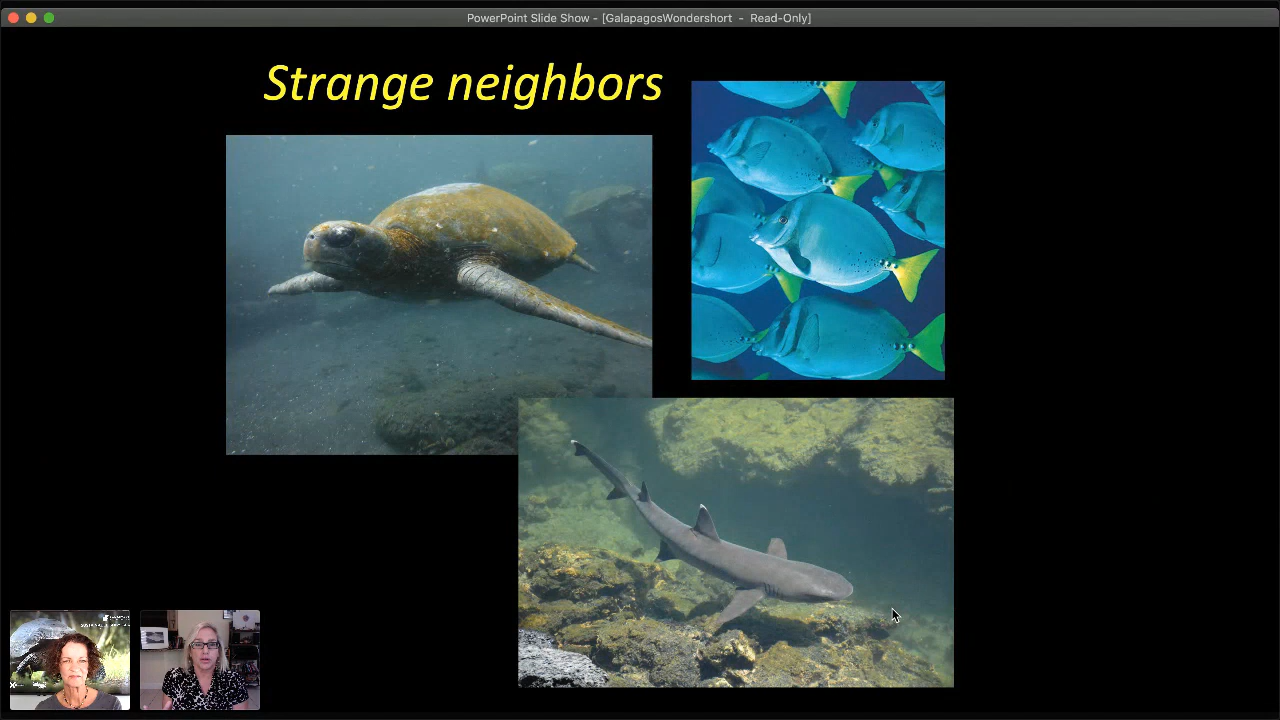 PowerPoint Slide Show - [GalapagosWondershort - Read-Only]
Strange neighbors